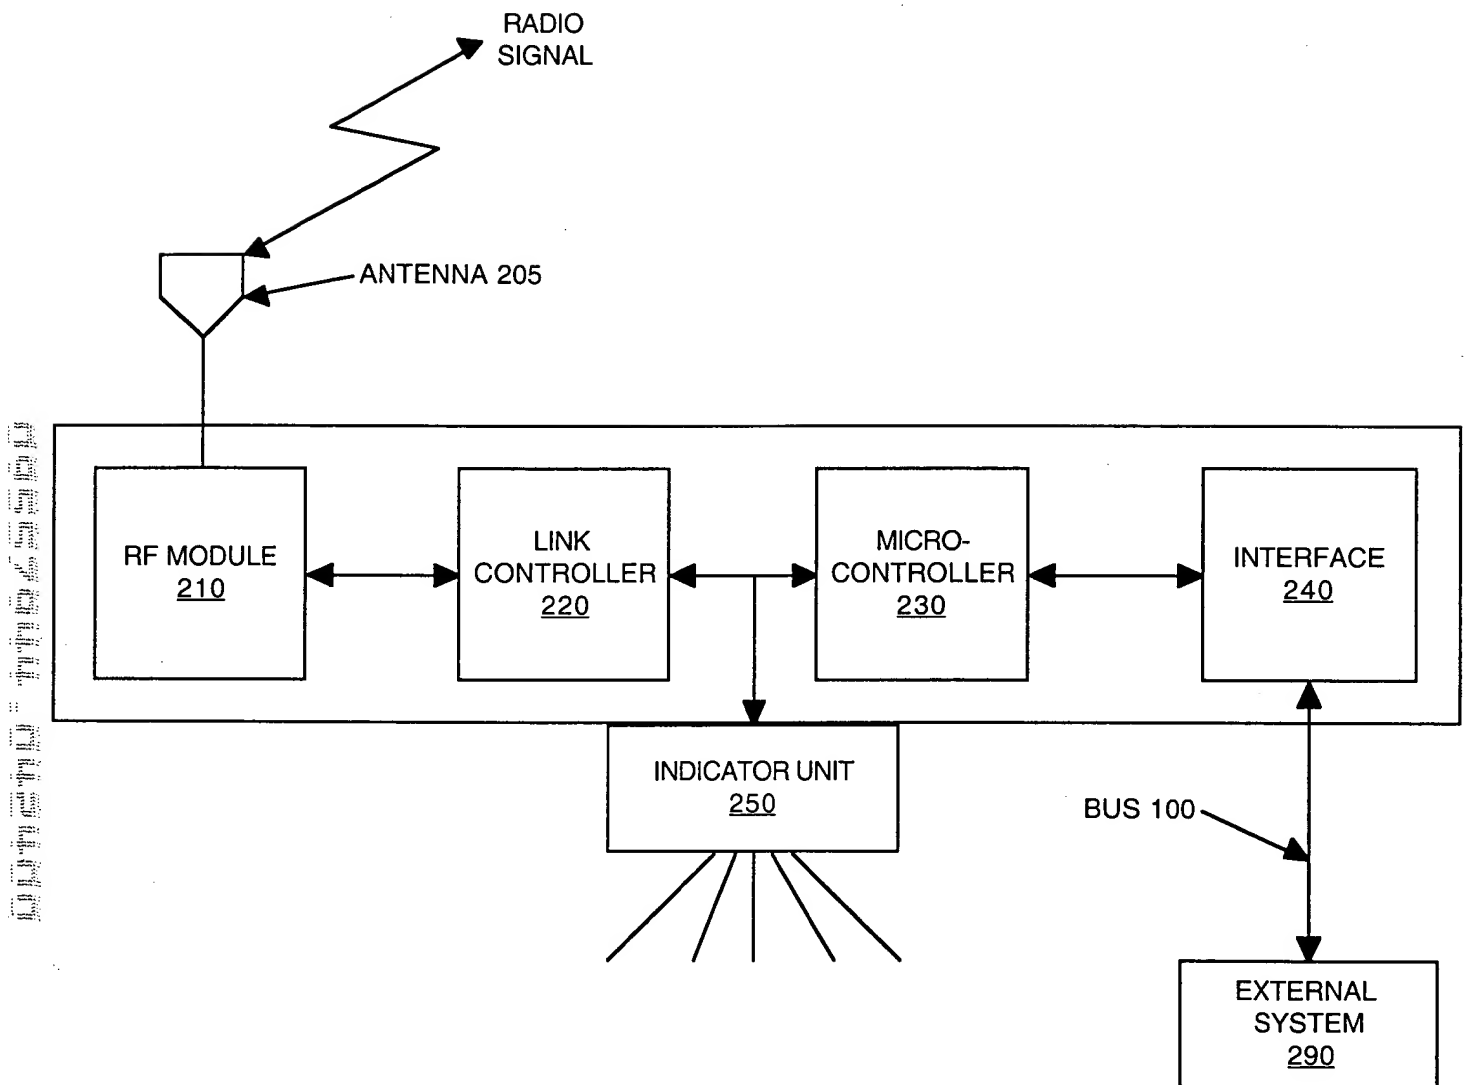 RADIO
SIGNAL
ANTENNA 205
RF MODULE
210
LINK
CONTROLLER
220
MICRO-
CONTROLLER
230
INTERFACE
240
INDICATOR UNIT
250
BUS 100
EXTERNAL
SYSTEM
290